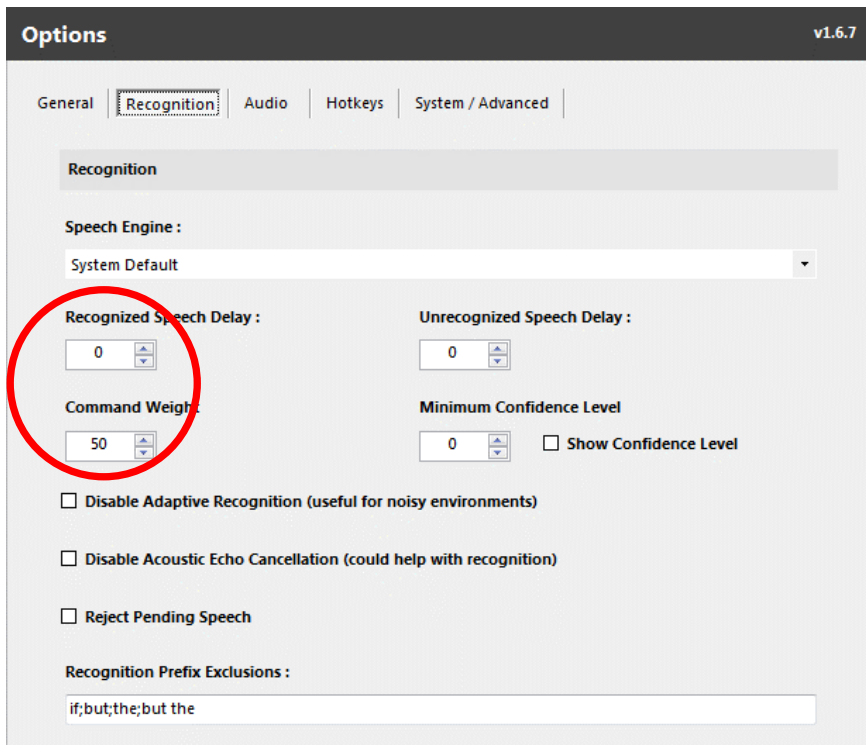 Options v1.6.7
General Recognition Audio Hotkeys System / Advanced
Recognition
Speech Engine :
System Default
Recognized Speech Delay : Unrecognized Speech Delay :
0 0
Command Weight Minimum Confidence Level
50 0 Show Confidence Level
Disable Adaptive Recognition (useful for noisy environments)
Disable Acoustic Echo Cancellation (could help with recognition)
Reject Pending Speech
Recognition Prefix Exclusions :
if;but;the;but the